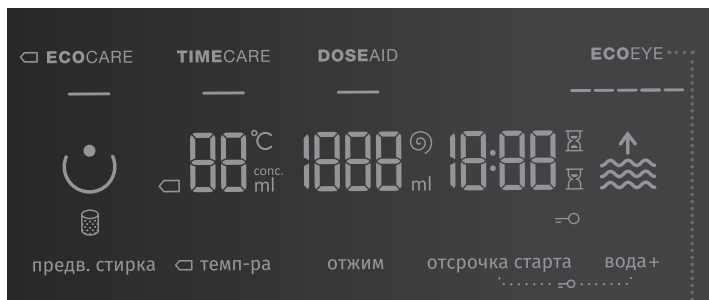 ECOCARE TIMECARE DOSEAID ECOEYE
88 °C conc. ml 1888 ml 18:88
предв. стирка темп-ра отжим отсрочка старта вода+